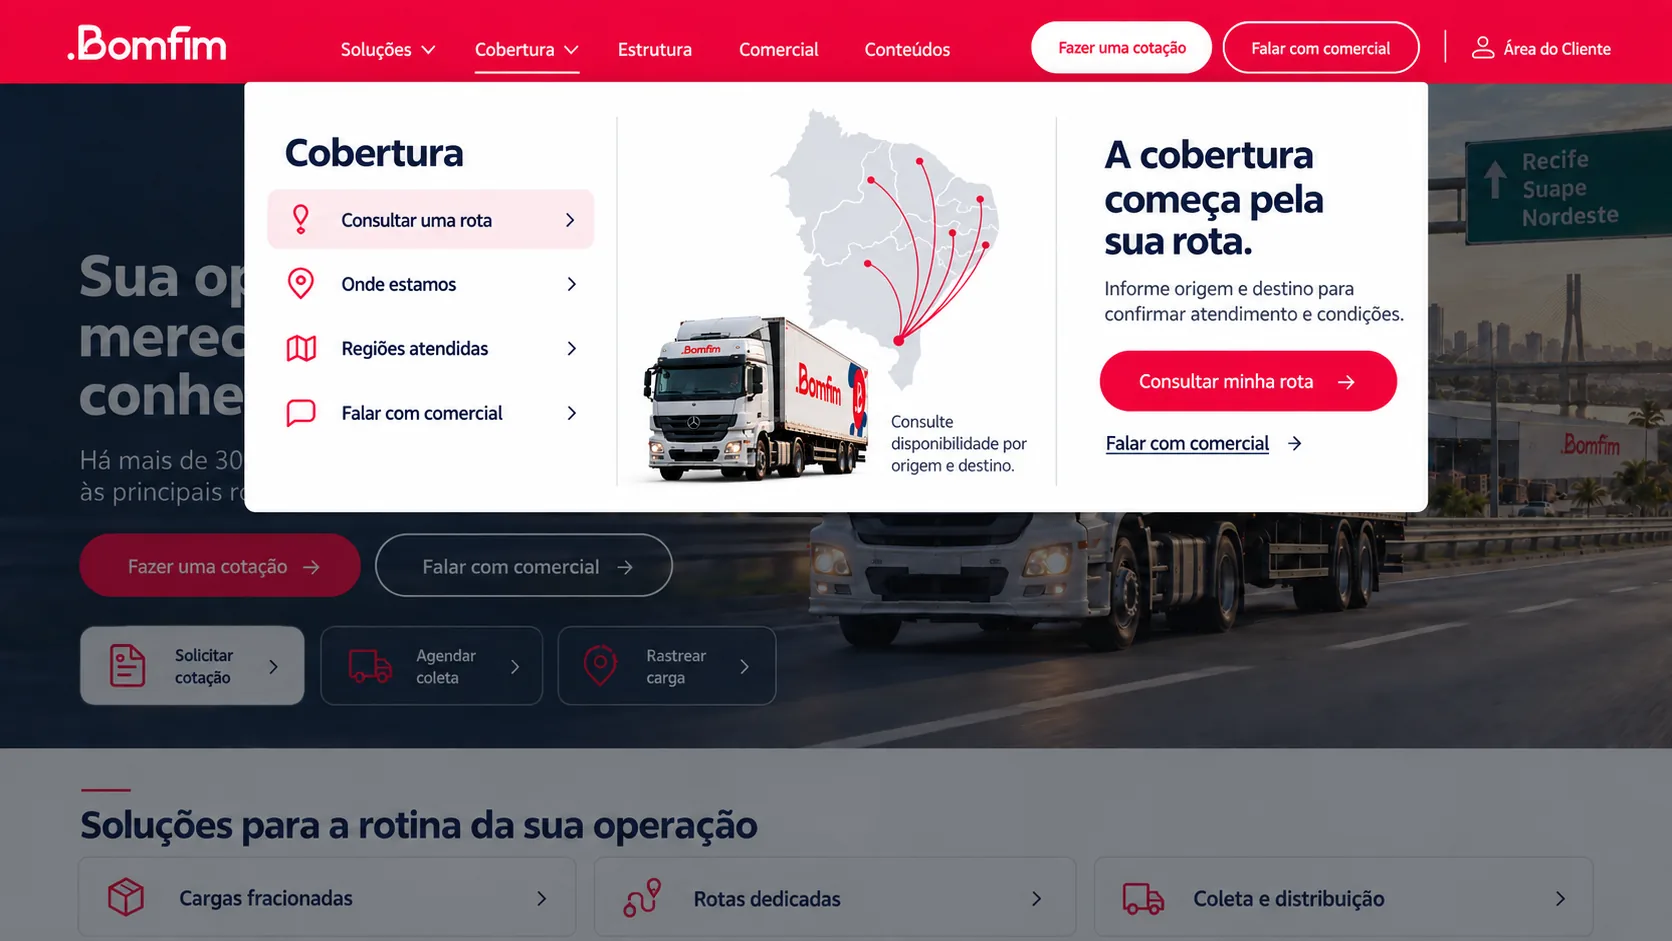 .Bomfim
Soluções
Cobertura
Estrutura
Comercial
Conteúdos
Fazer uma cotação
Falar com comercial
Área do Cliente
Cobertura
Consultar uma rota
Onde estamos
Regiões atendidas
Falar com comercial
.Bomfim
.Bomfim
B
Consulte
disponibilidade por
origem e destino.
A cobertura
começa pela
sua rota.
Informe origem e destino para
confirmar atendimento e condições.
Consultar minha rota
Falar com comercial
Recife
Suape
Nordeste
.Bomfim
Sua op
merec
conhe
Há mais de 30
às principais ro
Fazer uma cotação
Falar com comercial
Solicitar
cotação
Agendar
coleta
Rastrear
carga
Soluções para a rotina da sua operação
Cargas fracionadas
Rotas dedicadas
Coleta e distribuição